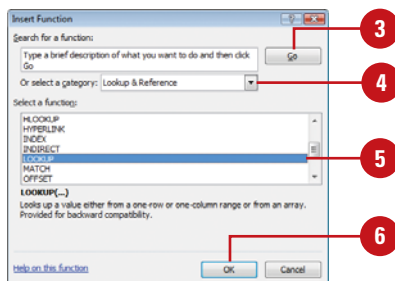 Insert Function
Search for a function:
Type a brief description of what you want to do and then click
Go
Go
Or select a category: Lookup & Reference
Select a function:
HLOOKUP
HYPERLINK
INDEX
INDIRECT
LOOKUP
MATCH
OFFSET
LOOKUP(...)
Looks up a value either from a one-row or one-column range or from an array.
Provided for backward compatibility.
Help on this function
OK
Cancel
3
4
5
6